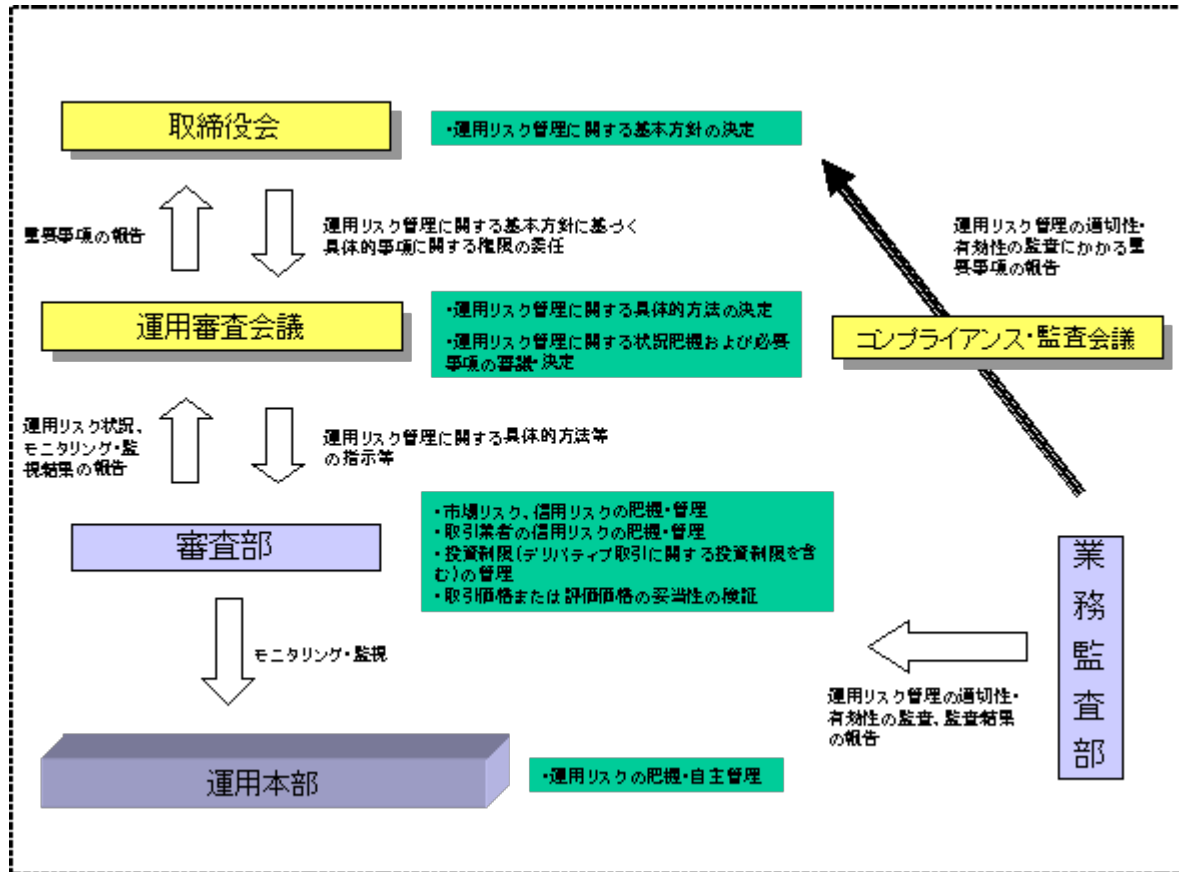 取締役会
・運用リスク管理に関する基本方針の決定
重要事項の報告
運用リスク管理に関する基本方針に基づく
具体的事項に関する権限の委任
運用リスク管理の適切性・
有効性の監査にかかる重
要事項の報告
運用審査会議
・運用リスク管理に関する具体的方法の決定
・運用リスク管理に関する状況把握および必要
事項の審議・決定
コンプライアンス・監査会議
運用リスク状況、
モニタリング・監
視結果の報告
運用リスク管理に関する具体的方法等
の指示等
審査部
・市場リスク、信用リスクの把握・管理
・取引業者の信用リスクの把握・管理
・投資制限(デリバティブ取引に関する投資制限を含
む)の管理
・取引価格または評価価格の妥当性の検証
業務監査部
モニタリング・監視
運用リスク管理の適切性・
有効性の監査、監査結果
の報告
運用本部
・運用リスクの把握・自主管理